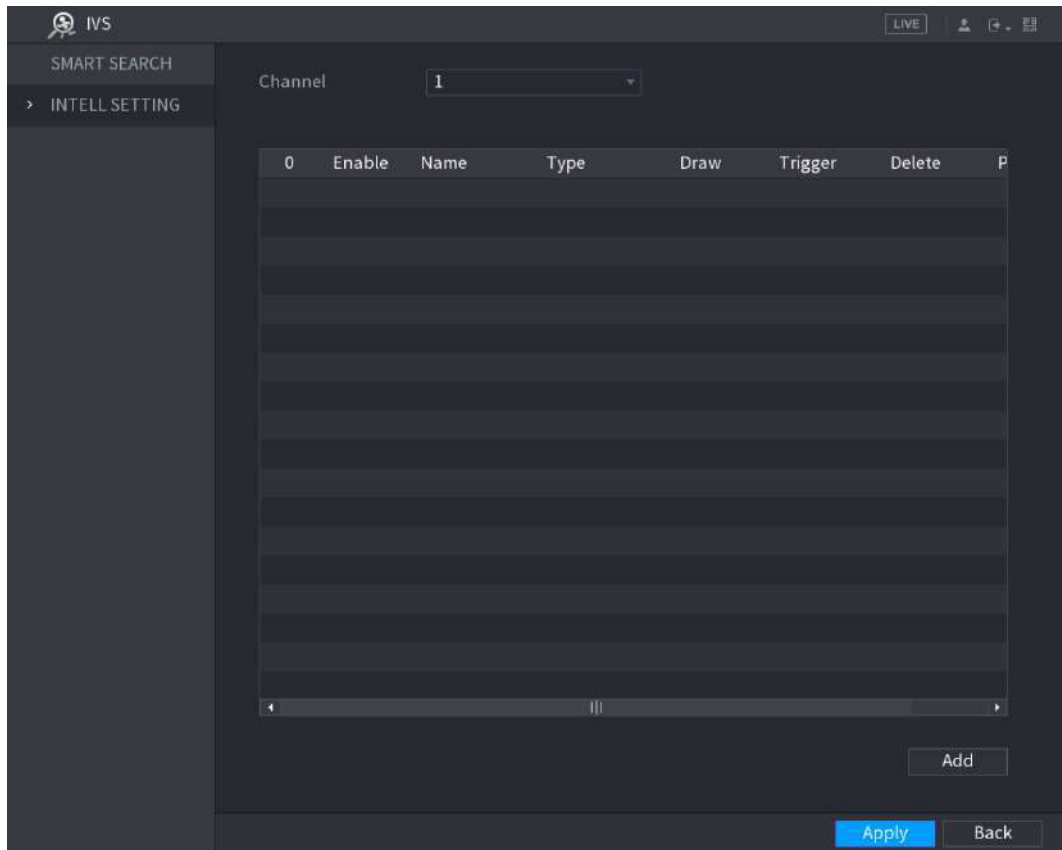 IVS
LIVE
SMART SEARCH
INTELL SETTING
Channel 1
0 Enable Name Type Draw Trigger Delete P
Add
Apply Back